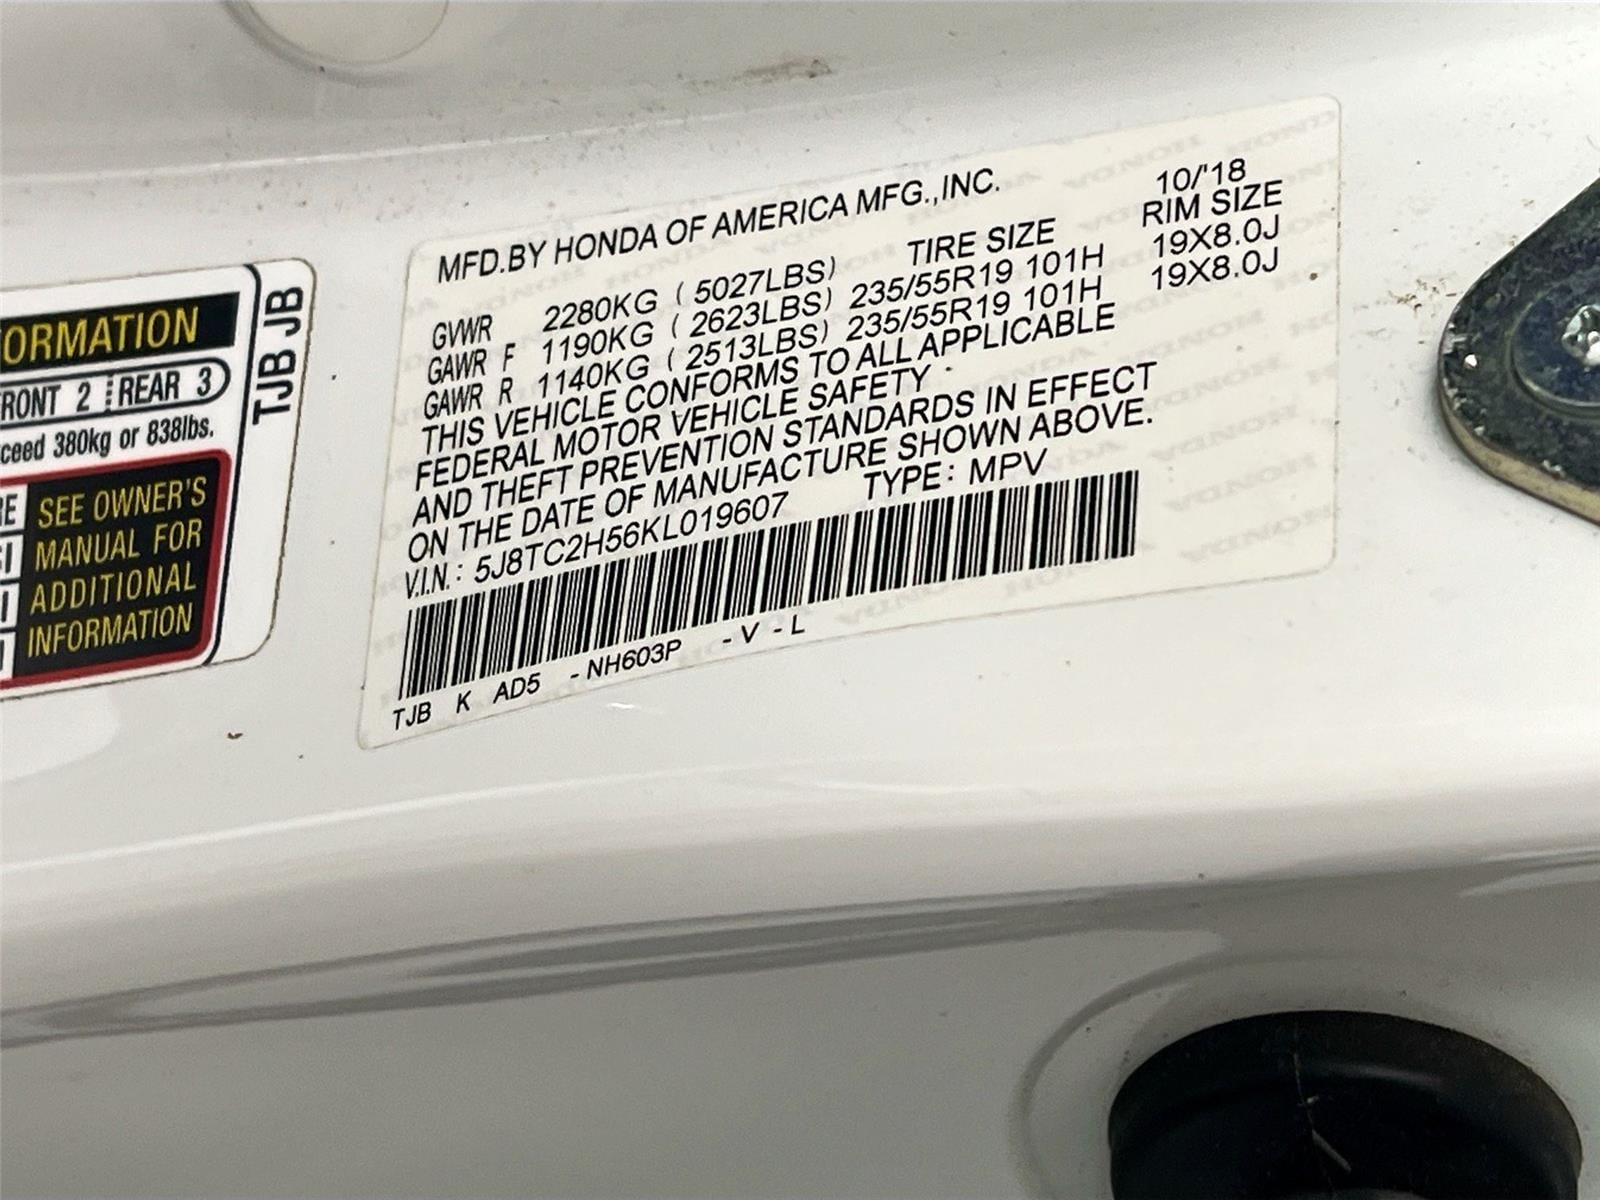 ORMATION
RONT 2 REAR 3
ceed 380kg or 838lbs.
RE
SEE OWNER'S
MANUAL FOR
ADDITIONAL
INFORMATION
TJB JB
MFD.BY HONDA OF AMERICA MFG.,INC. 10/'18
TIRE SIZE RIM SIZE
GVWR 2280KG ( 5027LBS)
GAWR F 1190KG ( 2623LBS) 235/55R19 101H 19X8.0J
GAWR R 1140KG ( 2513LBS) 235/55R19 101H 19X8.0J
THIS VEHICLE CONFORMS TO ALL APPLICABLE
FEDERAL MOTOR VEHICLE SAFETY
AND THEFT PREVENTION STANDARDS IN EFFECT
ON THE DATE OF MANUFACTURE SHOWN ABOVE.
V.I.N.: 5J8TC2H56KL019607 TYPE: MPV
TJB K AD5 -NH603P -V -L